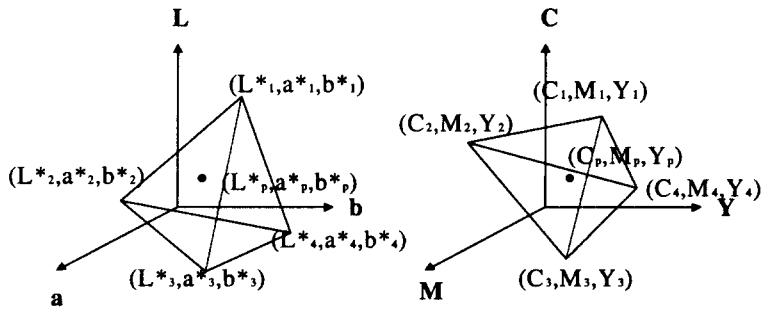 L
(L*₁,a*₁,b*₁)
(L*₂,a*₂,b*₂)
(L*ₚ,a*ₚ,b*ₚ)
b
(L*₄,a*₄,b*₄)
(L*₃,a*₃,b*₃)
a
C
(C₁,M₁,Y₁)
(C₂,M₂,Y₂)
(Cₚ,Mₚ,Yₚ)
(C₄,M₄,Y₄)
Y
(C₃,M₃,Y₃)
M